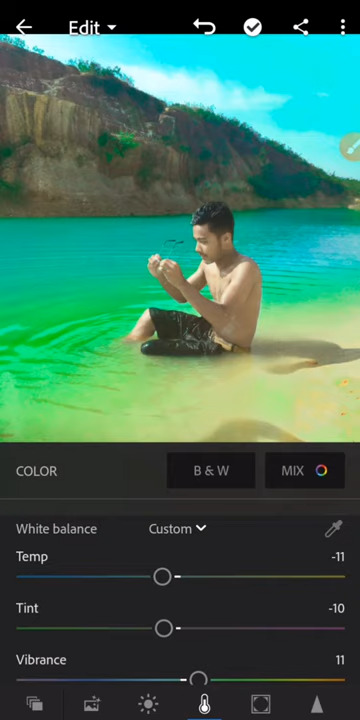 Edit
COLOR
B & W
MIX
White balance
Custom
Temp
-11
Tint
-10
Vibrance
11